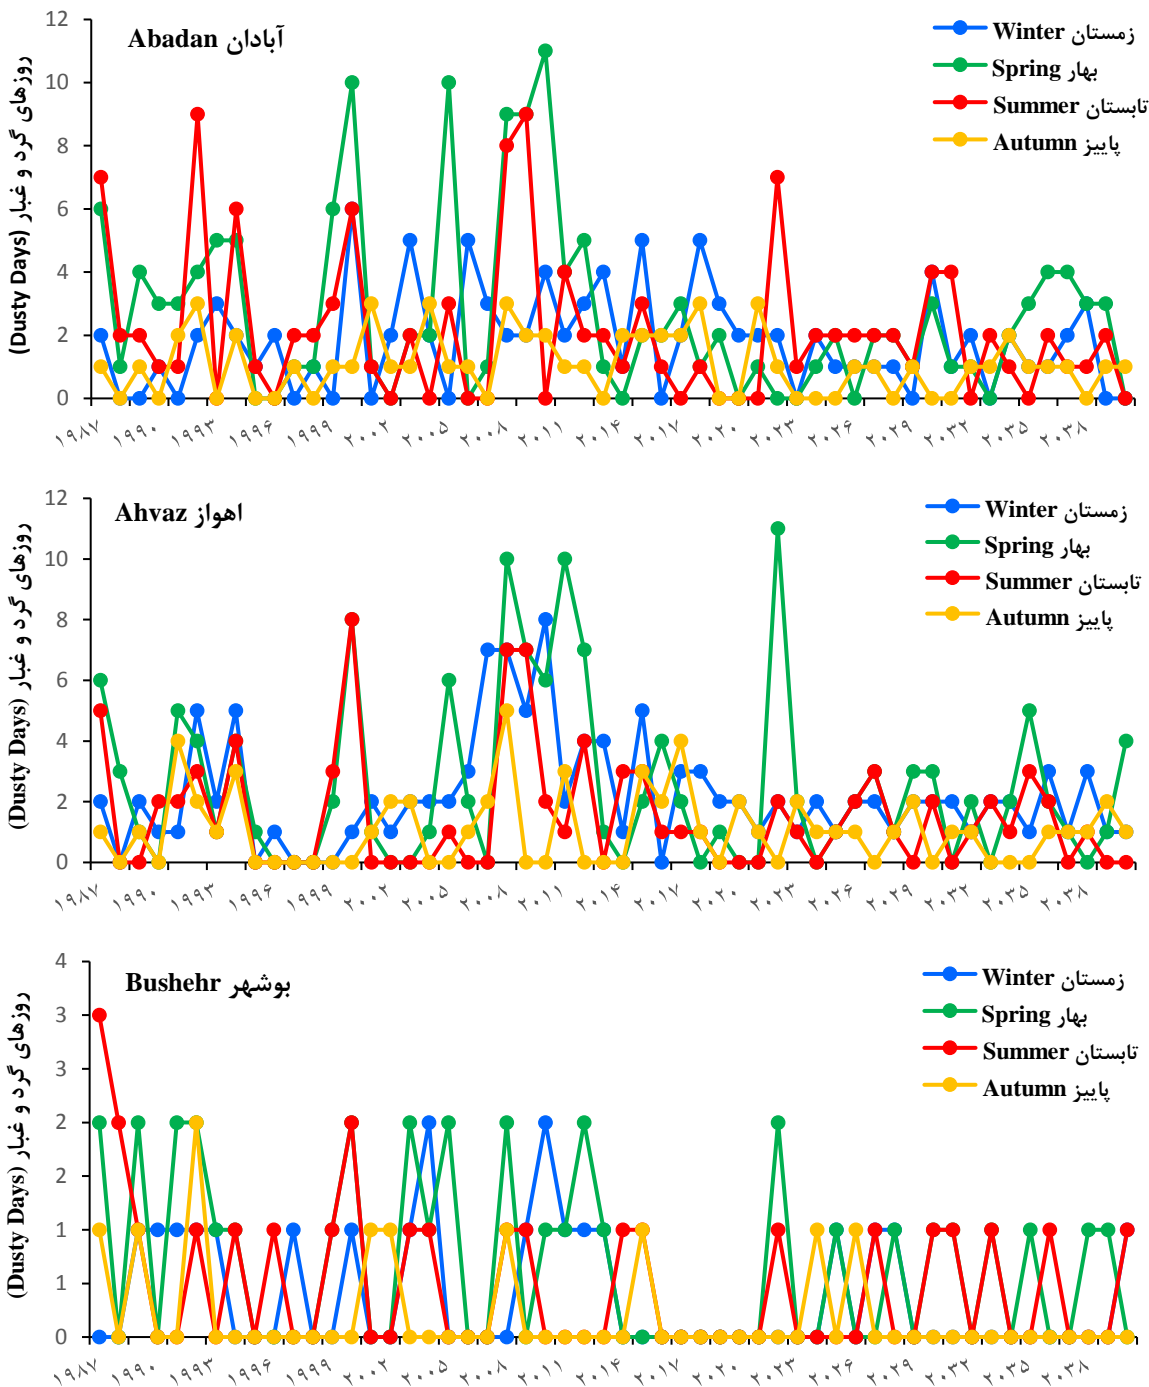 آبادان Abadan
روزهای گرد و غبار (Dusty Days)
12
10
8
6
4
2
0
زمستان Winter
بهار Spring
تابستان Summer
پاییز Autumn
۱۹۸۷ ۱۹۹۰ ۱۹۹۳ ۱۹۹۶ ۱۹۹۹ ۲۰۰۲ ۲۰۰۵ ۲۰۰۸ ۲۰۱۱ ۲۰۱۴ ۲۰۱۷ ۲۰۲۰ ۲۰۲۳ ۲۰۲۶ ۲۰۲۹ ۲۰۳۲ ۲۰۳۵ ۲۰۳۸
اهواز Ahvaz
روزهای گرد و غبار (Dusty Days)
12
10
8
6
4
2
0
زمستان Winter
بهار Spring
تابستان Summer
پاییز Autumn
۱۹۸۷ ۱۹۹۰ ۱۹۹۳ ۱۹۹۶ ۱۹۹۹ ۲۰۰۲ ۲۰۰۵ ۲۰۰۸ ۲۰۱۱ ۲۰۱۴ ۲۰۱۷ ۲۰۲۰ ۲۰۲۳ ۲۰۲۶ ۲۰۲۹ ۲۰۳۲ ۲۰۳۵ ۲۰۳۸
بوشهر Bushehr
روزهای گرد و غبار (Dusty Days)
4
3
3
2
2
1
1
0
زمستان Winter
بهار Spring
تابستان Summer
پاییز Autumn
۱۹۸۷ ۱۹۹۰ ۱۹۹۳ ۱۹۹۶ ۱۹۹۹ ۲۰۰۲ ۲۰۰۵ ۲۰۰۸ ۲۰۱۱ ۲۰۱۴ ۲۰۱۷ ۲۰۲۰ ۲۰۲۳ ۲۰۲۶ ۲۰۲۹ ۲۰۳۲ ۲۰۳۵ ۲۰۳۸